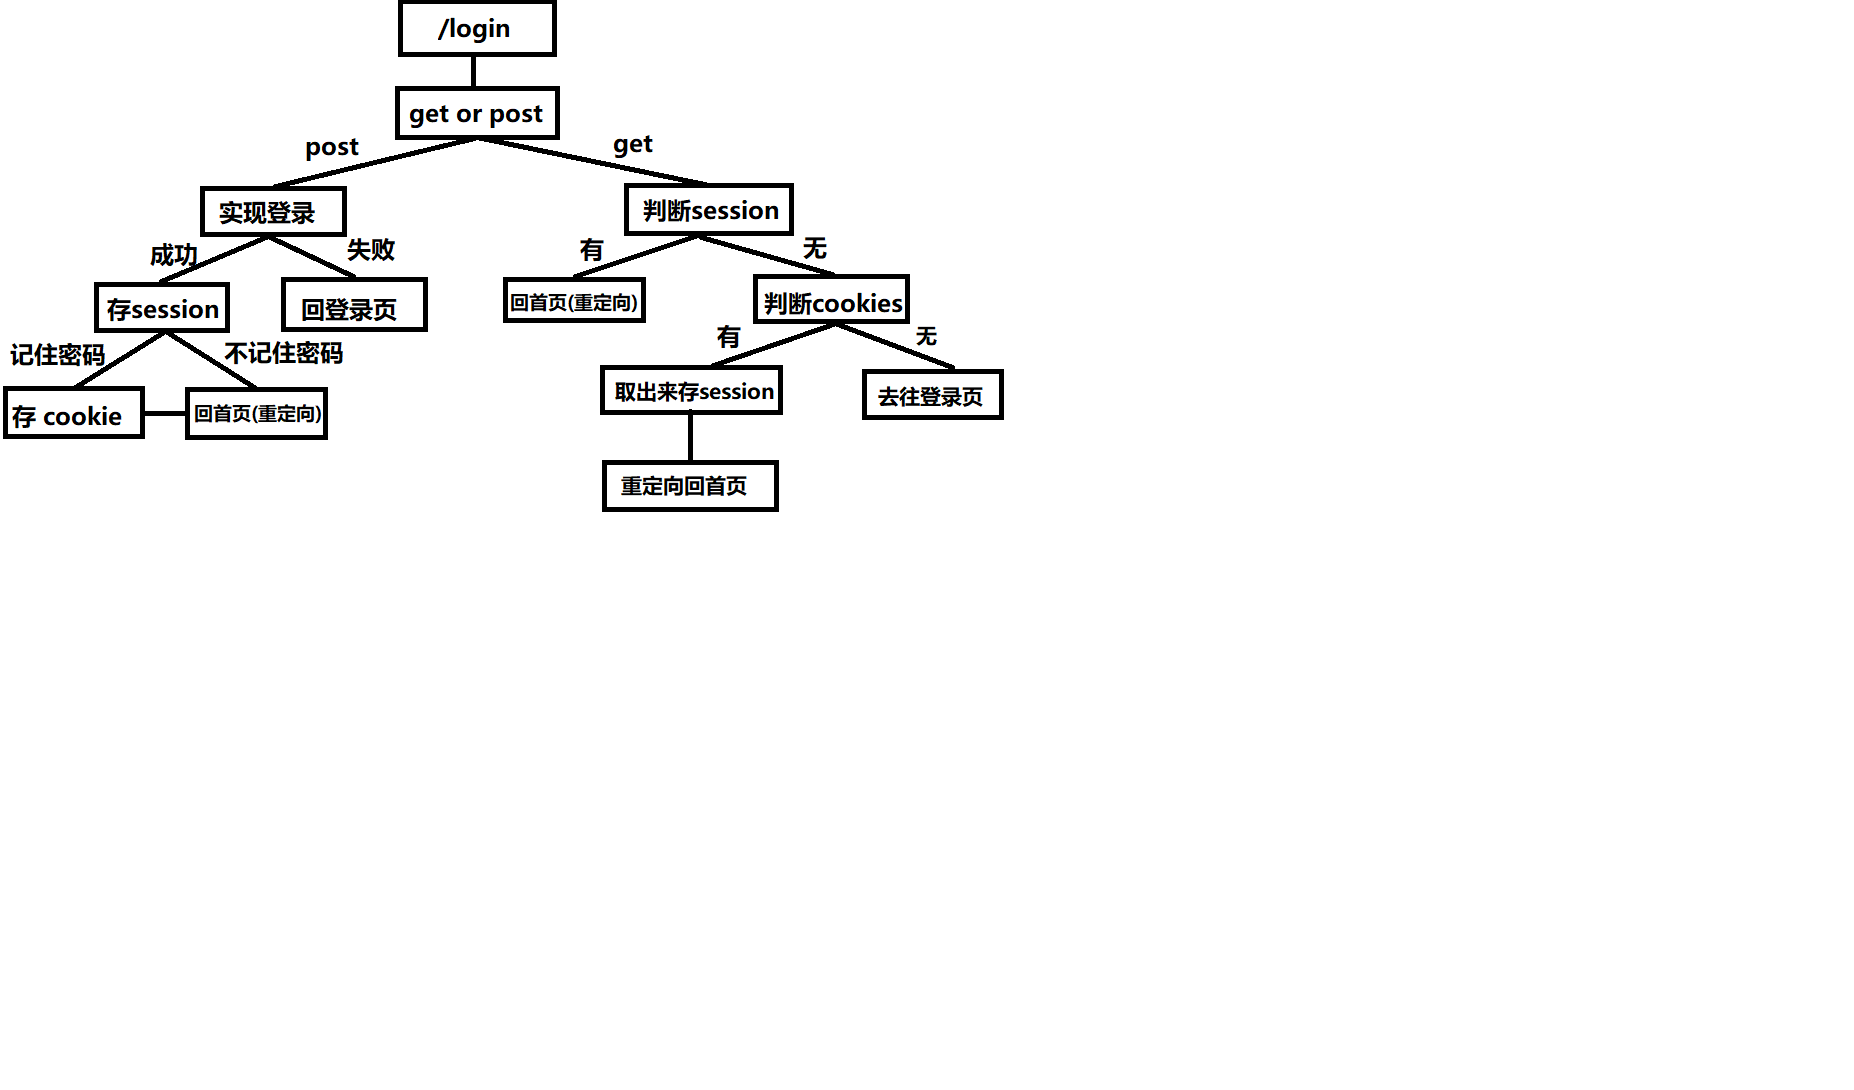 /login
get or post
post
get
实现登录
判断session
成功
失败
有
无
存session
回登录页
回首页(重定向)
判断cookies
记住密码
不记住密码
有
无
存 cookie
回首页(重定向)
取出来存session
去往登录页
重定向回首页